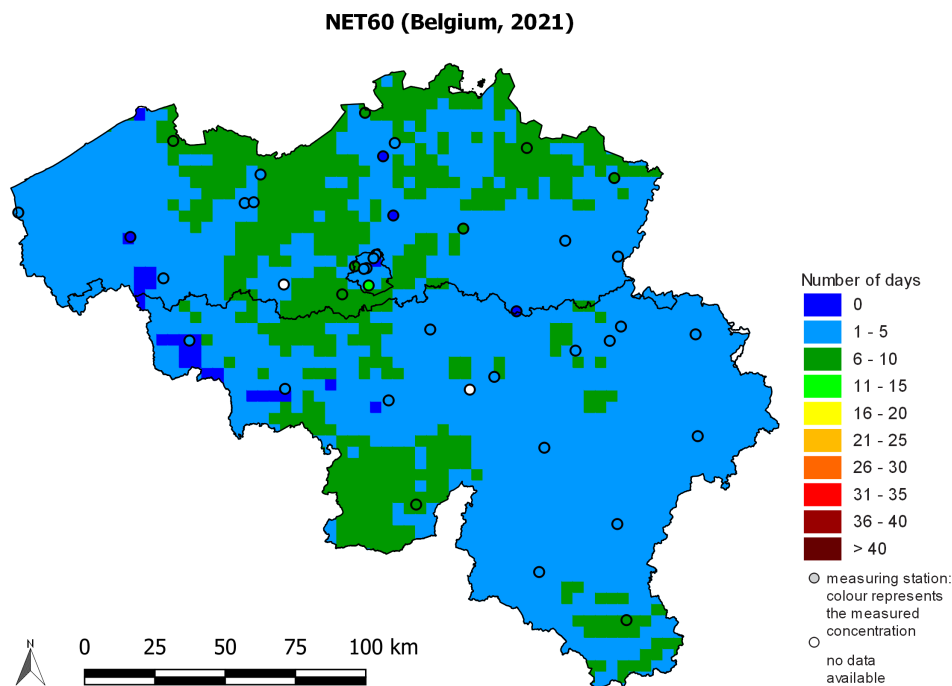 NET60 (Belgium, 2021)
Number of days
0
1 - 5
6 - 10
11 - 15
16 - 20
21 - 25
26 - 30
31 - 35
36 - 40
> 40
measuring station:
colour represents
the measured
concentration
no data
available
N
0 25 50 75 100 km